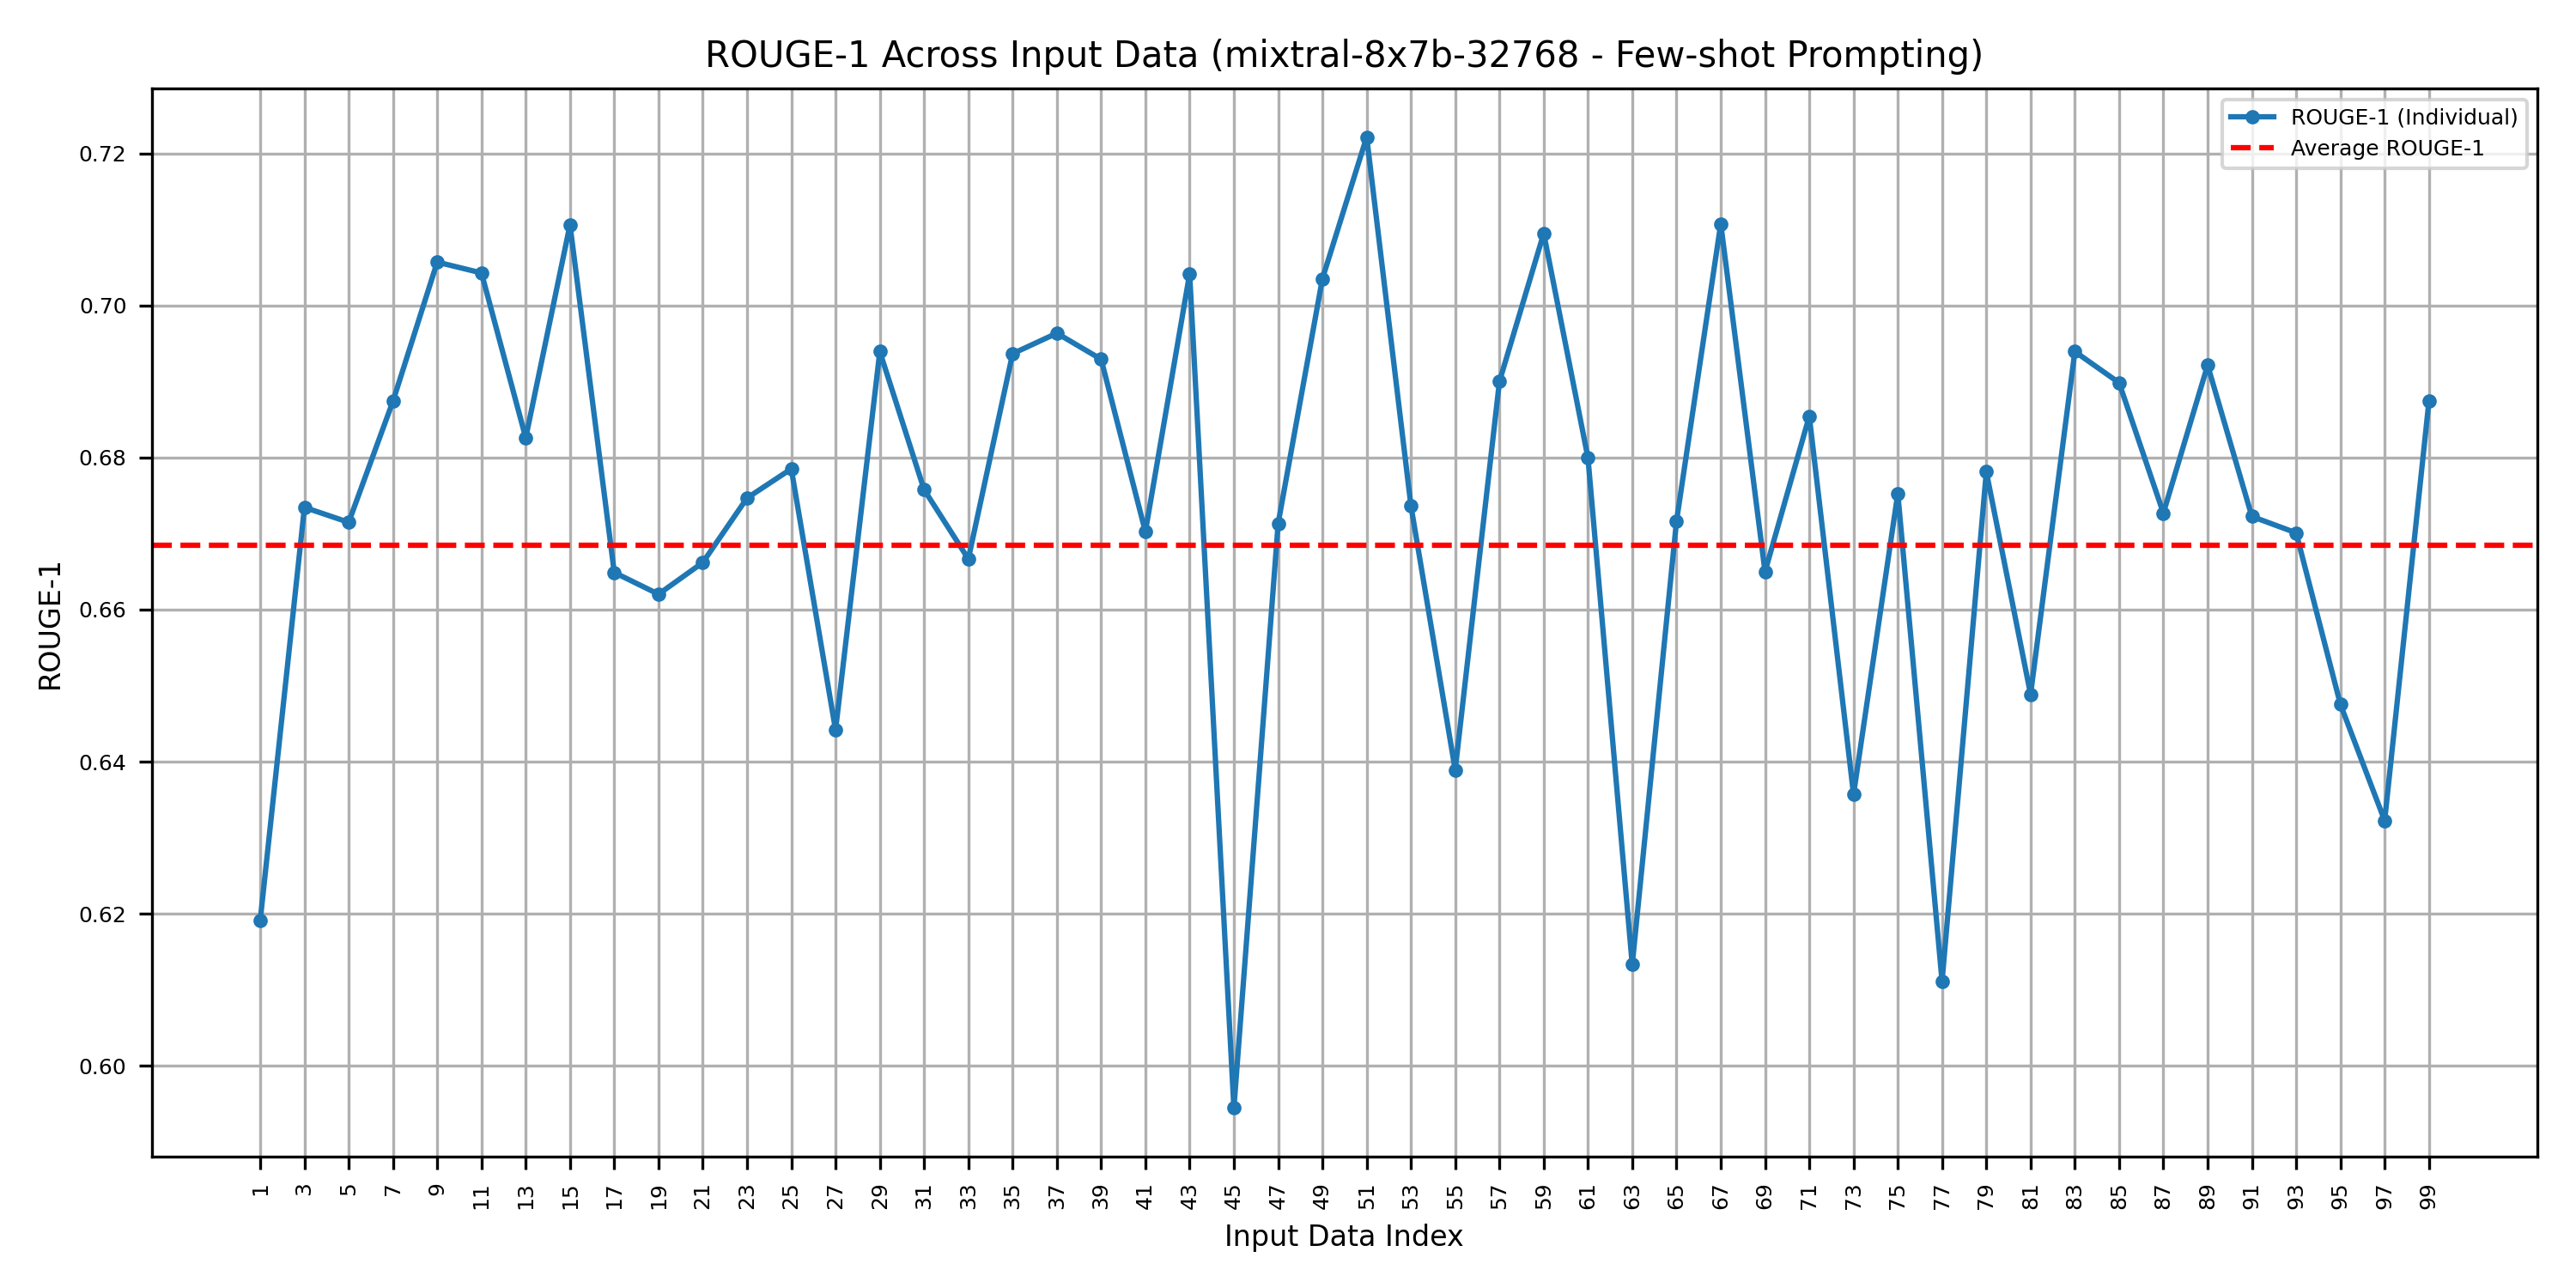 ROUGE-1 Across Input Data (mixtral-8x7b-32768 - Few-shot Prompting)
ROUGE-1 (Individual)
Average ROUGE-1
0.72
0.70
0.68
0.66
0.64
0.62
0.60
ROUGE-1
1 3 5 7 9 11 13 15 17 19 21 23 25 27 29 31 33 35 37 39 41 43 45 47 49 51 53 55 57 59 61 63 65 67 69 71 73 75 77 79 81 83 85 87 89 91 93 95 97 99
Input Data Index